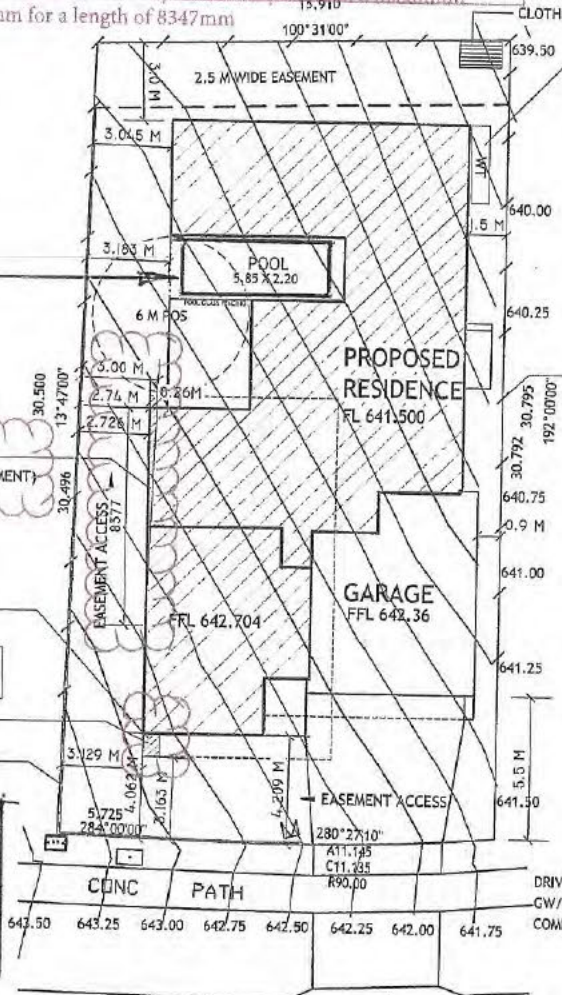 mm for a length of 8347mm
15,910
100°31'00"
CLOTH
639.50
2.5 M WIDE EASEMENT
3.0 M
3.045 M
WT
640.00
1.5 M
3.183 M
POOL
5.85 X 2.20
640.25
6 M POS
3.00 M
2.74 M
0.26M
2.726 M
PROPOSED
RESIDENCE
FL 641.500
30.500
13°47'00"
30.496
30.795
30.792
192°00'00"
MENT)
EASEMENT ACCESS
8377
640.75
0.9 M
641.00
GARAGE
FFL 642.36
FFL 642.704
641.25
3.129 M
4.062 M
3.163 M
4.209 M
5.5 M
EASEMENT ACCESS
641.50
5.725
284°00'00"
280°27'10"
A11.145
C11.135
R90.00
CONC PATH
DRIV
GW/
COM
643.50 643.25 643.00 642.75 642.50 642.25 642.00 641.75